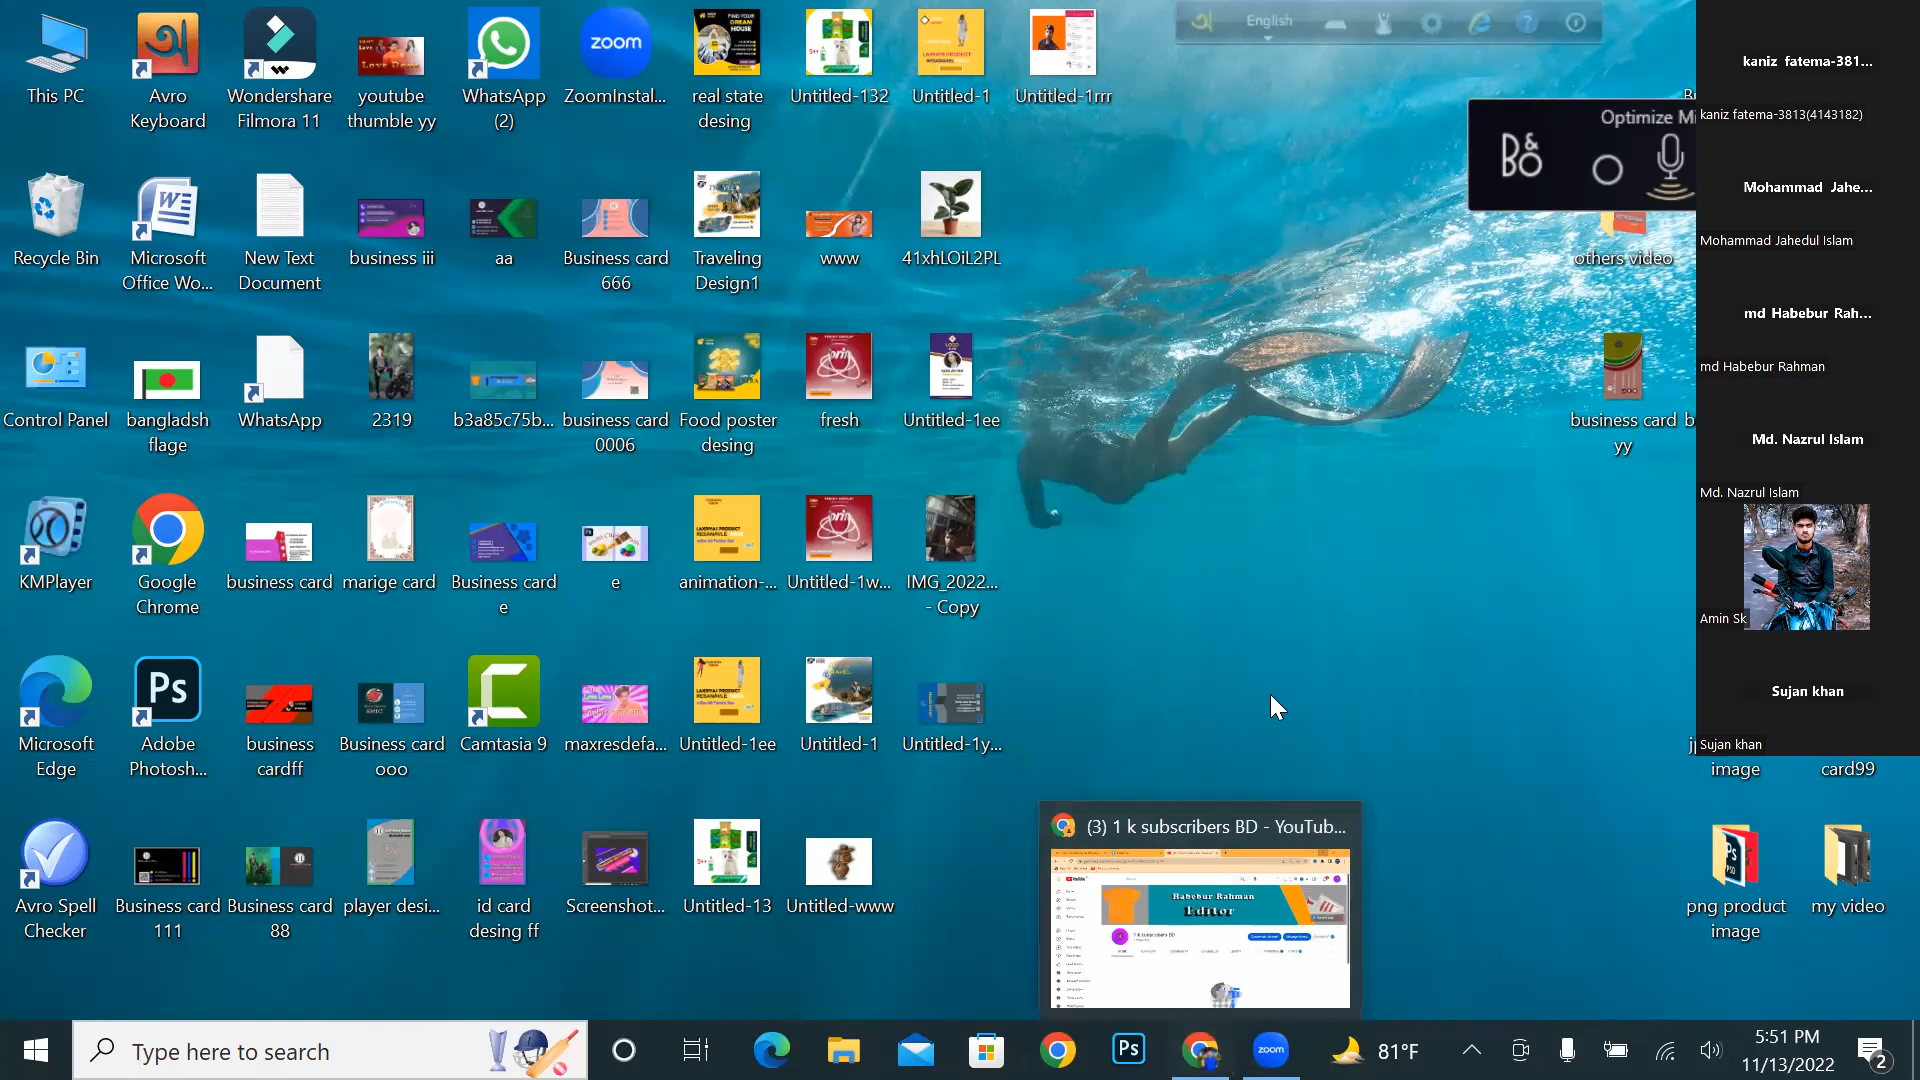 English
kaniz fatema-381...
kaniz fatema-3813(4143182)
Mohammad Jahe...
Mohammad Jahedul Islam
md Habebur Rah...
md Habebur Rahman
Md. Nazrul Islam
Md. Nazrul Islam
Amin Sk
Sujan khan
Sujan khan
Optimize Mi
B&O
This PC
Avro
Keyboard
Wondershare
Filmora 11
youtube
thumble yy
WhatsApp
(2)
zoom
ZoomInstal...
real state
desing
Untitled-132
Untitled-1
Untitled-1rrr
Recycle Bin
Microsoft
Office Wo...
New Text
Document
business iii
aa
Business card
666
Traveling
Design1
www
41xhLOiL2PL
others video
Control Panel
bangladsh
flage
WhatsApp
2319
b3a85c75b...
business card
0006
Food poster
desing
fresh
Untitled-1ee
business card
yy
b
KMPlayer
Google
Chrome
business card
marige card
Business card
e
e
animation-...
Untitled-1w...
IMG_2022...
- Copy
Microsoft
Edge
Ps
Adobe
Photosh...
business
cardff
Business card
ooo
Camtasia 9
maxresdefa...
Untitled-1ee
Untitled-1
Untitled-1y...
image
card99
Avro Spell
Checker
Business card
111
Business card
88
player desi...
id card
desing ff
Screenshot...
Untitled-13
Untitled-www
png product
image
my video
(3) 1 k subscribers BD - YouTub...
Habebur Rahman
Editor
1 k subscribers BD
Type here to search
Ps
zoom
81°F
5:51 PM
11/13/2022
2